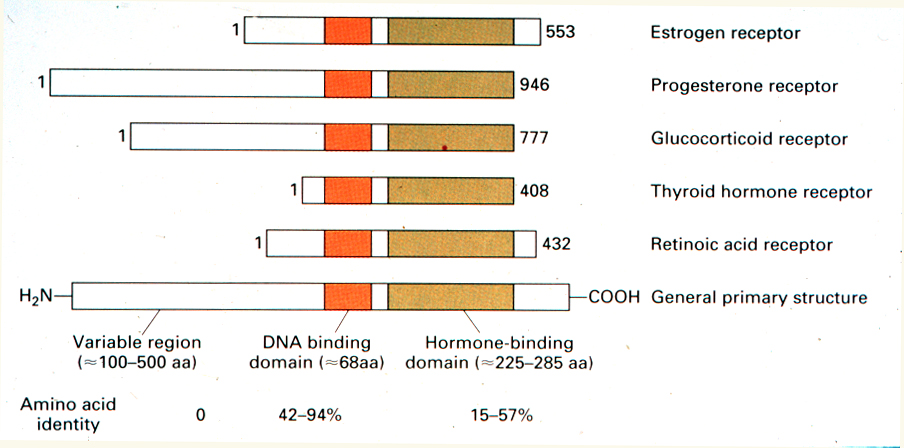 1 553 Estrogen receptor
1 946 Progesterone receptor
1 777 Glucocorticoid receptor
1 408 Thyroid hormone receptor
1 432 Retinoic acid receptor
H₂N— —COOH General primary structure
Variable region DNA binding Hormone-binding
(≈100–500 aa) domain (≈68aa) domain (≈225–285 aa)
Amino acid
identity 0 42–94% 15–57%